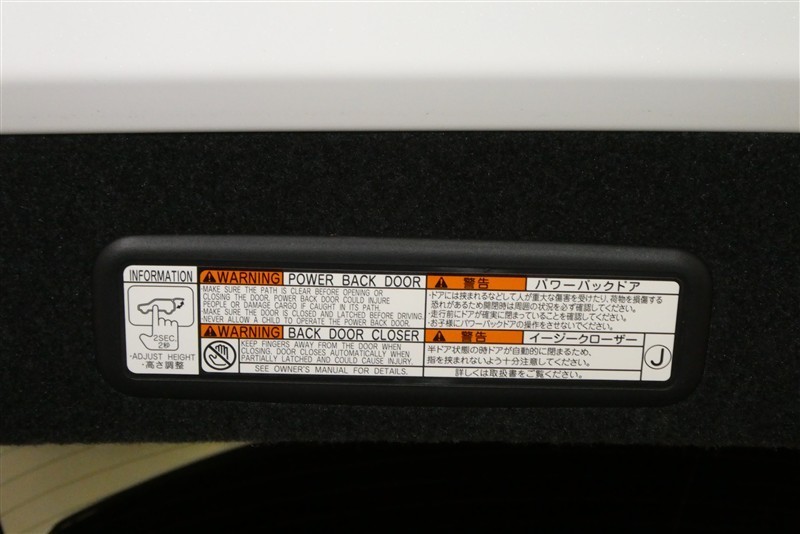 INFORMATION
2SEC.
2秒
·ADJUST HEIGHT
·高さ調整
WARNING POWER BACK DOOR
·MAKE SURE THE PATH IS CLEAR BEFORE OPENING OR
CLOSING THE DOOR. POWER BACK DOOR COULD INJURE
PEOPLE OR DAMAGE CARGO IF CAUGHT IN ITS PATH.
·MAKE SURE THE DOOR IS CLOSED AND LATCHED BEFORE DRIVING.
·NEVER ALLOW A CHILD TO OPERATE THE POWER BACK DOOR.
WARNING BACK DOOR CLOSER
KEEP FINGERS AWAY FROM THE DOOR WHEN
CLOSING. DOOR CLOSES AUTOMATICALLY WHEN
PARTIALLY LATCHED AND COULD CAUSE INJURY.
SEE OWNER'S MANUAL FOR DETAILS.
警告 パワーバックドア
·ドアには挟まれるなどして人が重大な傷害を受けたり、荷物を損傷する
恐れがあるため開閉時は周囲の状況を必ず確認してください。
·走行前にドアが確実に閉まっていることを確認してください。
·お子様にパワーバックドアの操作をさせないでください。
警告 イージークローザー
半ドア状態の時ドアが自動的に閉まるため、
指を挟まれないよう十分注意してください。
詳しくは取扱書をご覧ください。
J